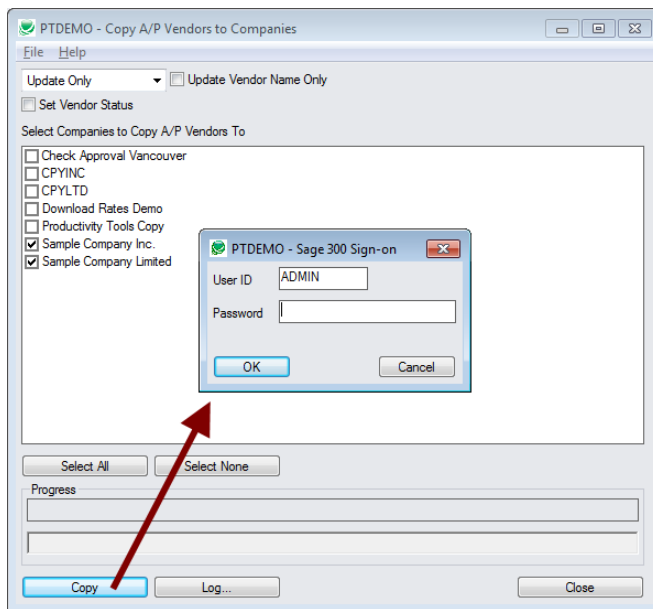 PTDEMO - Copy A/P Vendors to Companies
File Help
Update Only Update Vendor Name Only
Set Vendor Status
Select Companies to Copy A/P Vendors To
Check Approval Vancouver
CPYINC
CPYLTD
Download Rates Demo
Productivity Tools Copy
Sample Company Inc.
Sample Company Limited
PTDEMO - Sage 300 Sign-on
User ID ADMIN
Password
OK Cancel
Select All Select None
Progress
Copy Log... Close